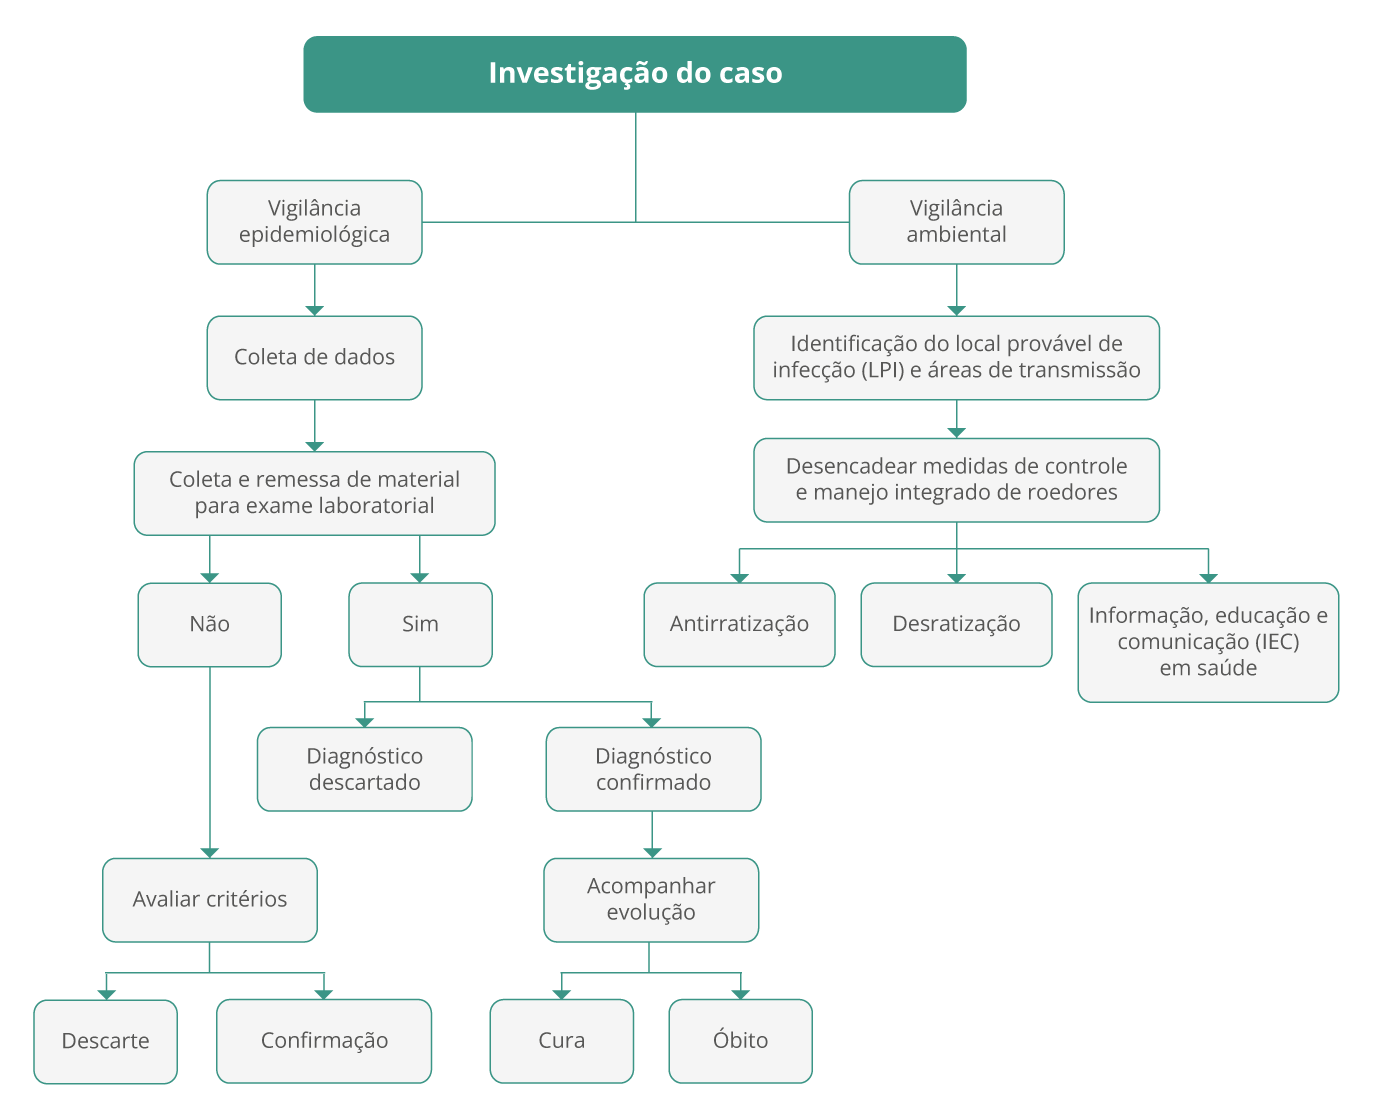 Investigação do caso
Vigilância
epidemiológica
Vigilância
ambiental
Coleta de dados
Identificação do local provável de
infecção (LPI) e áreas de transmissão
Coleta e remessa de material
para exame laboratorial
Desencadear medidas de controle
e manejo integrado de roedores
Não
Sim
Antirratização
Desratização
Informação, educação e
comunicação (IEC)
em saúde
Diagnóstico
descartado
Diagnóstico
confirmado
Avaliar critérios
Acompanhar
evolução
Descarte
Confirmação
Cura
Óbito